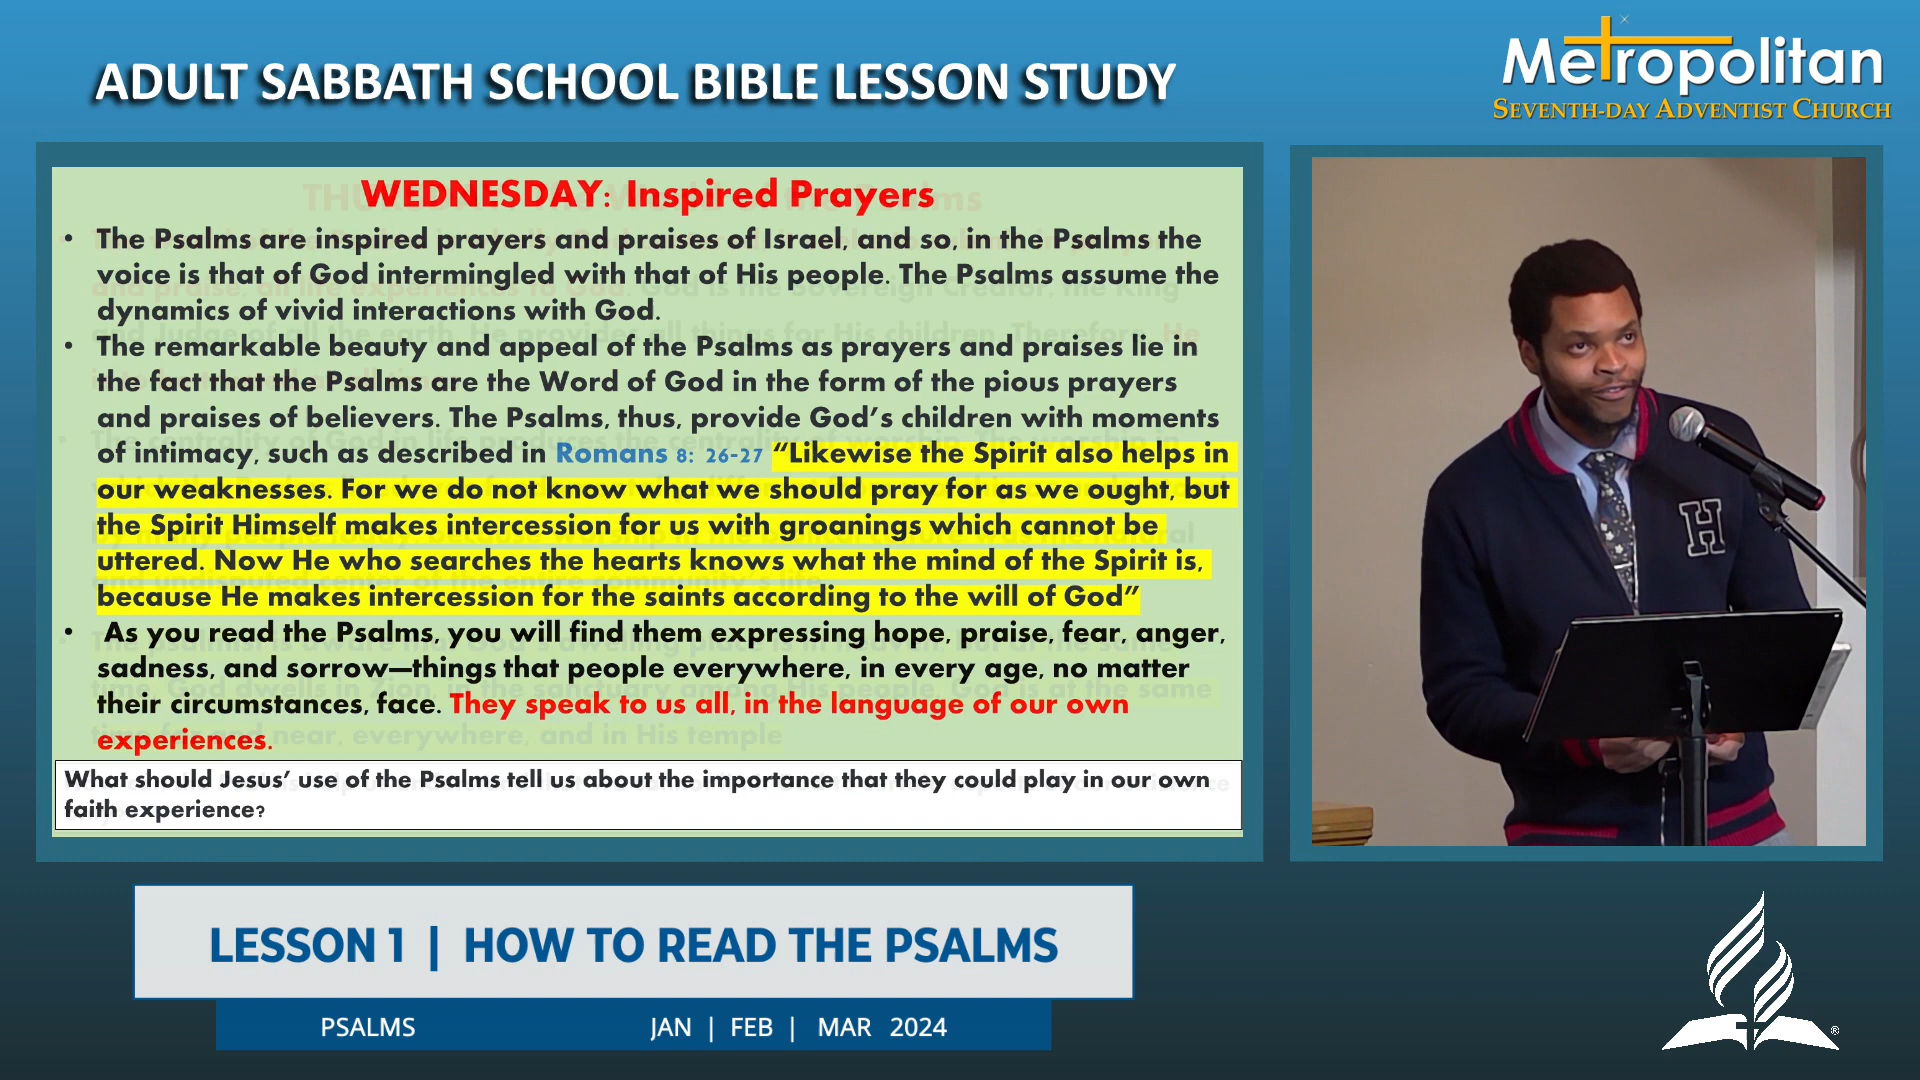 ADULT SABBATH SCHOOL BIBLE LESSON STUDY
Metropolitan
SEVENTH-DAY ADVENTIST CHURCH
WEDNESDAY: Inspired Prayers
• The Psalms are inspired prayers and praises of Israel, and so, in the Psalms the
voice is that of God intermingled with that of His people. The Psalms assume the
dynamics of vivid interactions with God.
• The remarkable beauty and appeal of the Psalms as prayers and praises lie in
the fact that the Psalms are the Word of God in the form of the pious prayers
and praises of believers. The Psalms, thus, provide God’s children with moments
of intimacy, such as described in Romans 8: 26-27 “Likewise the Spirit also helps in
our weaknesses. For we do not know what we should pray for as we ought, but
the Spirit Himself makes intercession for us with groanings which cannot be
uttered. Now He who searches the hearts knows what the mind of the Spirit is,
because He makes intercession for the saints according to the will of God”
• As you read the Psalms, you will find them expressing hope, praise, fear, anger,
sadness, and sorrow—things that people everywhere, in every age, no matter
their circumstances, face. They speak to us all, in the language of our own
experiences.
What should Jesus’ use of the Psalms tell us about the importance that they could play in our own
faith experience?
H
LESSON 1 | HOW TO READ THE PSALMS
PSALMS JAN | FEB | MAR 2024
®